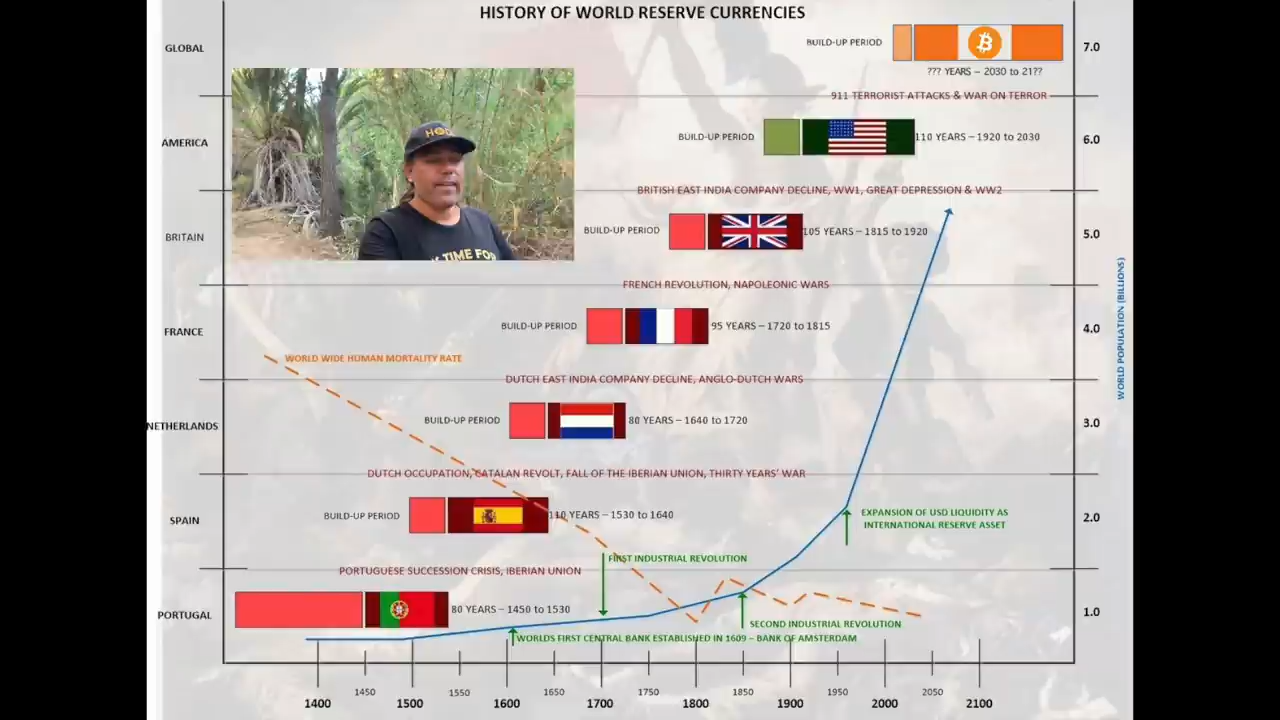 HISTORY OF WORLD RESERVE CURRENCIES
GLOBAL
BUILD-UP PERIOD
7.0
??? YEARS – 2030 to 21??
911 TERRORIST ATTACKS & WAR ON TERROR
AMERICA
BUILD-UP PERIOD
110 YEARS – 1920 to 2030
6.0
BRITISH EAST INDIA COMPANY DECLINE, WW1, GREAT DEPRESSION & WW2
BRITAIN
BUILD-UP PERIOD
105 YEARS – 1815 to 1920
5.0
TIME FOR
FRENCH REVOLUTION, NAPOLEONIC WARS
FRANCE
BUILD-UP PERIOD
95 YEARS – 1720 to 1815
4.0
WORLD POPULATION (BILLIONS)
WORLD WIDE HUMAN MORTALITY RATE
DUTCH EAST INDIA COMPANY DECLINE, ANGLO-DUTCH WARS
NETHERLANDS
BUILD-UP PERIOD
80 YEARS – 1640 to 1720
3.0
DUTCH OCCUPATION, CATALAN REVOLT, FALL OF THE IBERIAN UNION, THIRTY YEARS' WAR
SPAIN
BUILD-UP PERIOD
110 YEARS – 1530 to 1640
2.0
EXPANSION OF USD LIQUIDITY AS
INTERNATIONAL RESERVE ASSET
FIRST INDUSTRIAL REVOLUTION
PORTUGUESE SUCCESSION CRISIS, IBERIAN UNION
PORTUGAL
80 YEARS – 1450 to 1530
1.0
SECOND INDUSTRIAL REVOLUTION
WORLDS FIRST CENTRAL BANK ESTABLISHED IN 1609 – BANK OF AMSTERDAM
1450 1550 1650 1750 1850 1950 2050
1400 1500 1600 1700 1800 1900 2000 2100